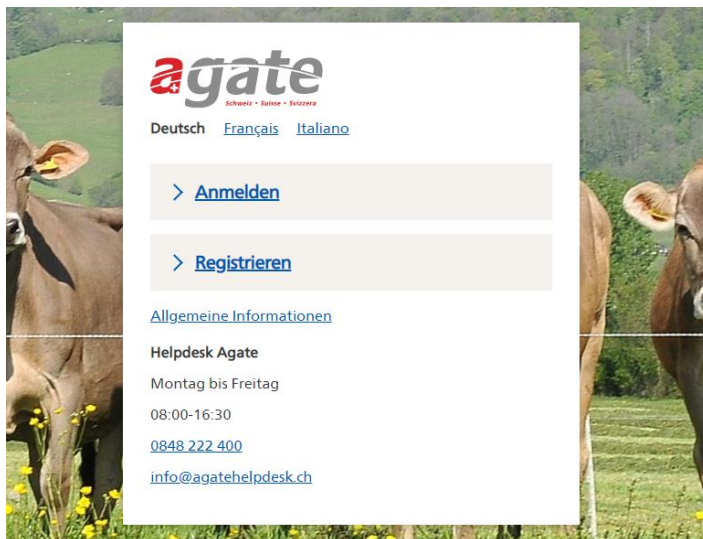 agate
Schweiz • Suisse • Svizzera
Deutsch Français Italiano
Anmelden
Registrieren
Allgemeine Informationen
Helpdesk Agate
Montag bis Freitag
08:00-16:30
0848 222 400
info@agatehelpdesk.ch